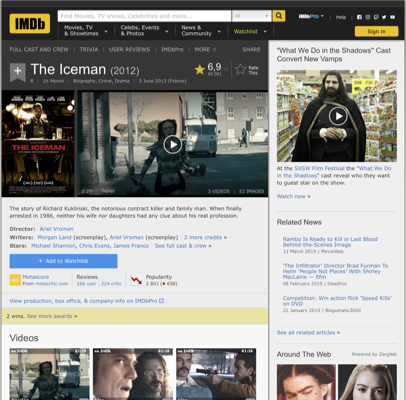 IMDb
Find Movies, TV shows, Celebrities and more...
All
IMDbPro
Help
Movies, TV
& Showtimes
Celebs, Events
& Photos
News &
Community
Watchlist
Sign in
FULL CAST AND CREW | TRIVIA | USER REVIEWS | IMDbPro | MORE
SHARE
The Iceman (2012)
6,9
Rate
This
R | 1h 46min | Biography, Crime, Drama | 5 June 2013 (France)
THE ICEMAN
2:29 | Trailer
3 VIDEOS | 53 IMAGES
The story of Richard Kuklinski, the notorious contract killer and family man. When finally
arrested in 1986, neither his wife nor daughters had any clue about his real profession.
Director: Ariel Vromen
Writers: Morgan Land (screenplay), Ariel Vromen (screenplay) | 2 more credits »
Stars: Michael Shannon, Chris Evans, James Franco | See full cast & crew »
+ Add to Watchlist
Metascore
From metacritic.com
Reviews
166 user | 224 critic
Popularity
2 803 (630)
View production, box office, & company info on IMDbPro
2 wins. See more awards »
Videos
"What We Do in the Shadows" Cast
Convert New Vamps
At the SXSW Film Festival the "What We Do
in the Shadows" cast reveal who they want
to guest star on the show.
Watch now »
Related News
Rambo Is Ready to Kill in Last Blood
Behind-the-Scenes Image
13 March 2019 | MovieWeb
'The Infiltrator' Director Brad Furman To
Helm 'People Not Places' With Shirley
MacLaine — Efm
08 February 2019 | Deadline
Competition: Win action flick 'Speed Kills'
on DVD
22 January 2019 | Blogomatic3000
See all related articles »
Around The Web
Powered by ZergNet